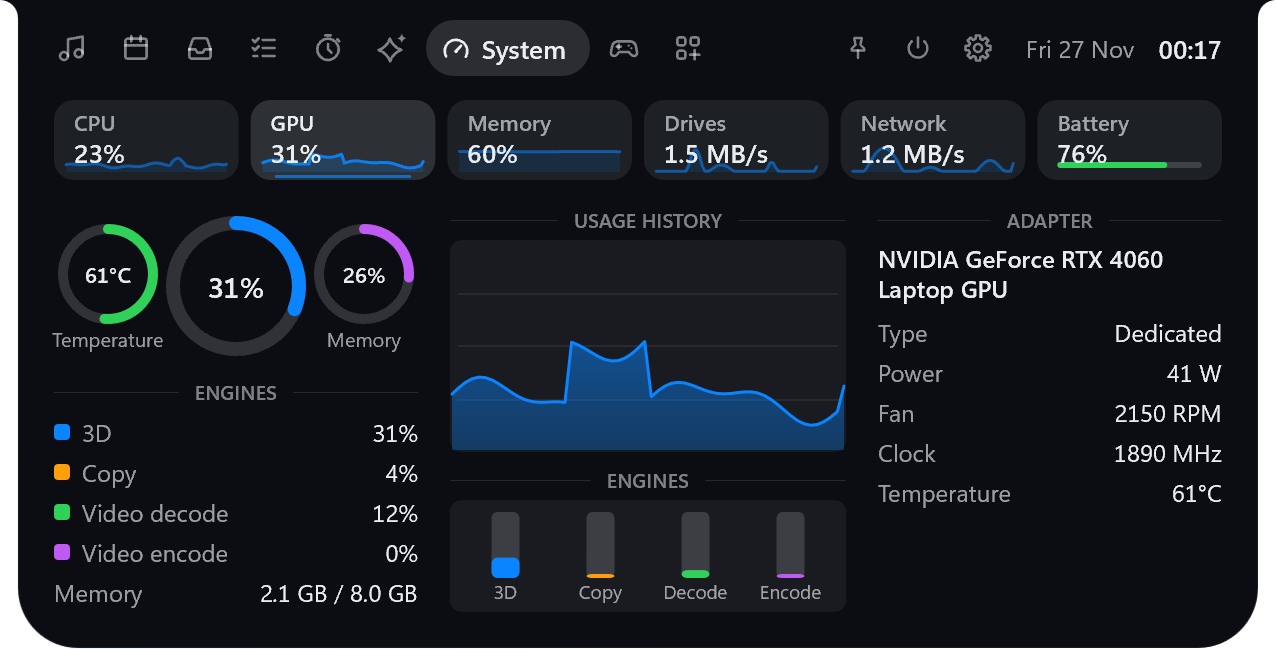 System
Fri 27 Nov 00:17
CPU
23%
GPU
31%
Memory
60%
Drives
1.5 MB/s
Network
1.2 MB/s
Battery
76%
61°C
Temperature
31%
26%
Memory
ENGINES
3D 31%
Copy 4%
Video decode 12%
Video encode 0%
Memory 2.1 GB / 8.0 GB
USAGE HISTORY
ENGINES
3D Copy Decode Encode
ADAPTER
NVIDIA GeForce RTX 4060
Laptop GPU
Type Dedicated
Power 41 W
Fan 2150 RPM
Clock 1890 MHz
Temperature 61°C